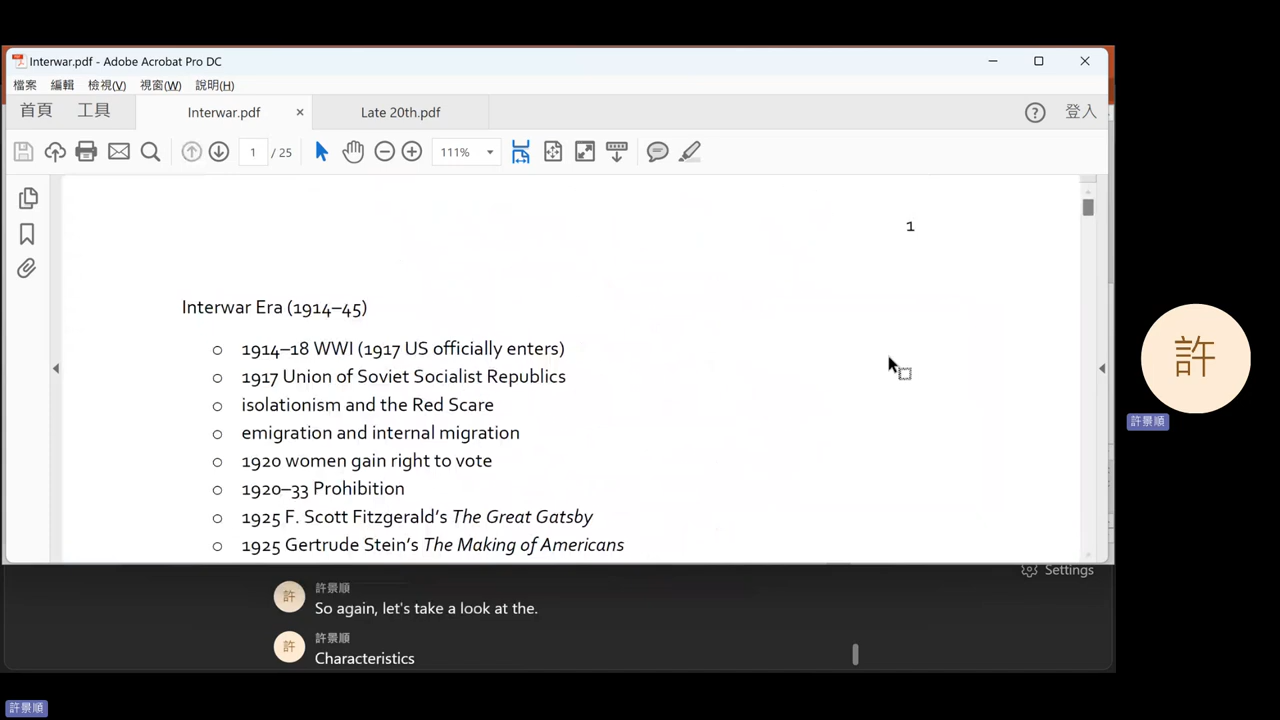 Interwar.pdf - Adobe Acrobat Pro DC
檔案 編輯 檢視(V) 視窗(W) 說明(H)
首頁 工具 Interwar.pdf × Late 20th.pdf 登入
1 / 25 111%
1
Interwar Era (1914–45)
○ 1914–18 WWI (1917 US officially enters)
○ 1917 Union of Soviet Socialist Republics
○ isolationism and the Red Scare
○ emigration and internal migration
○ 1920 women gain right to vote
○ 1920–33 Prohibition
○ 1925 F. Scott Fitzgerald's The Great Gatsby
○ 1925 Gertrude Stein's The Making of Americans
許
許景順
Settings
許 許景順
So again, let's take a look at the.
許 許景順
Characteristics
許景順